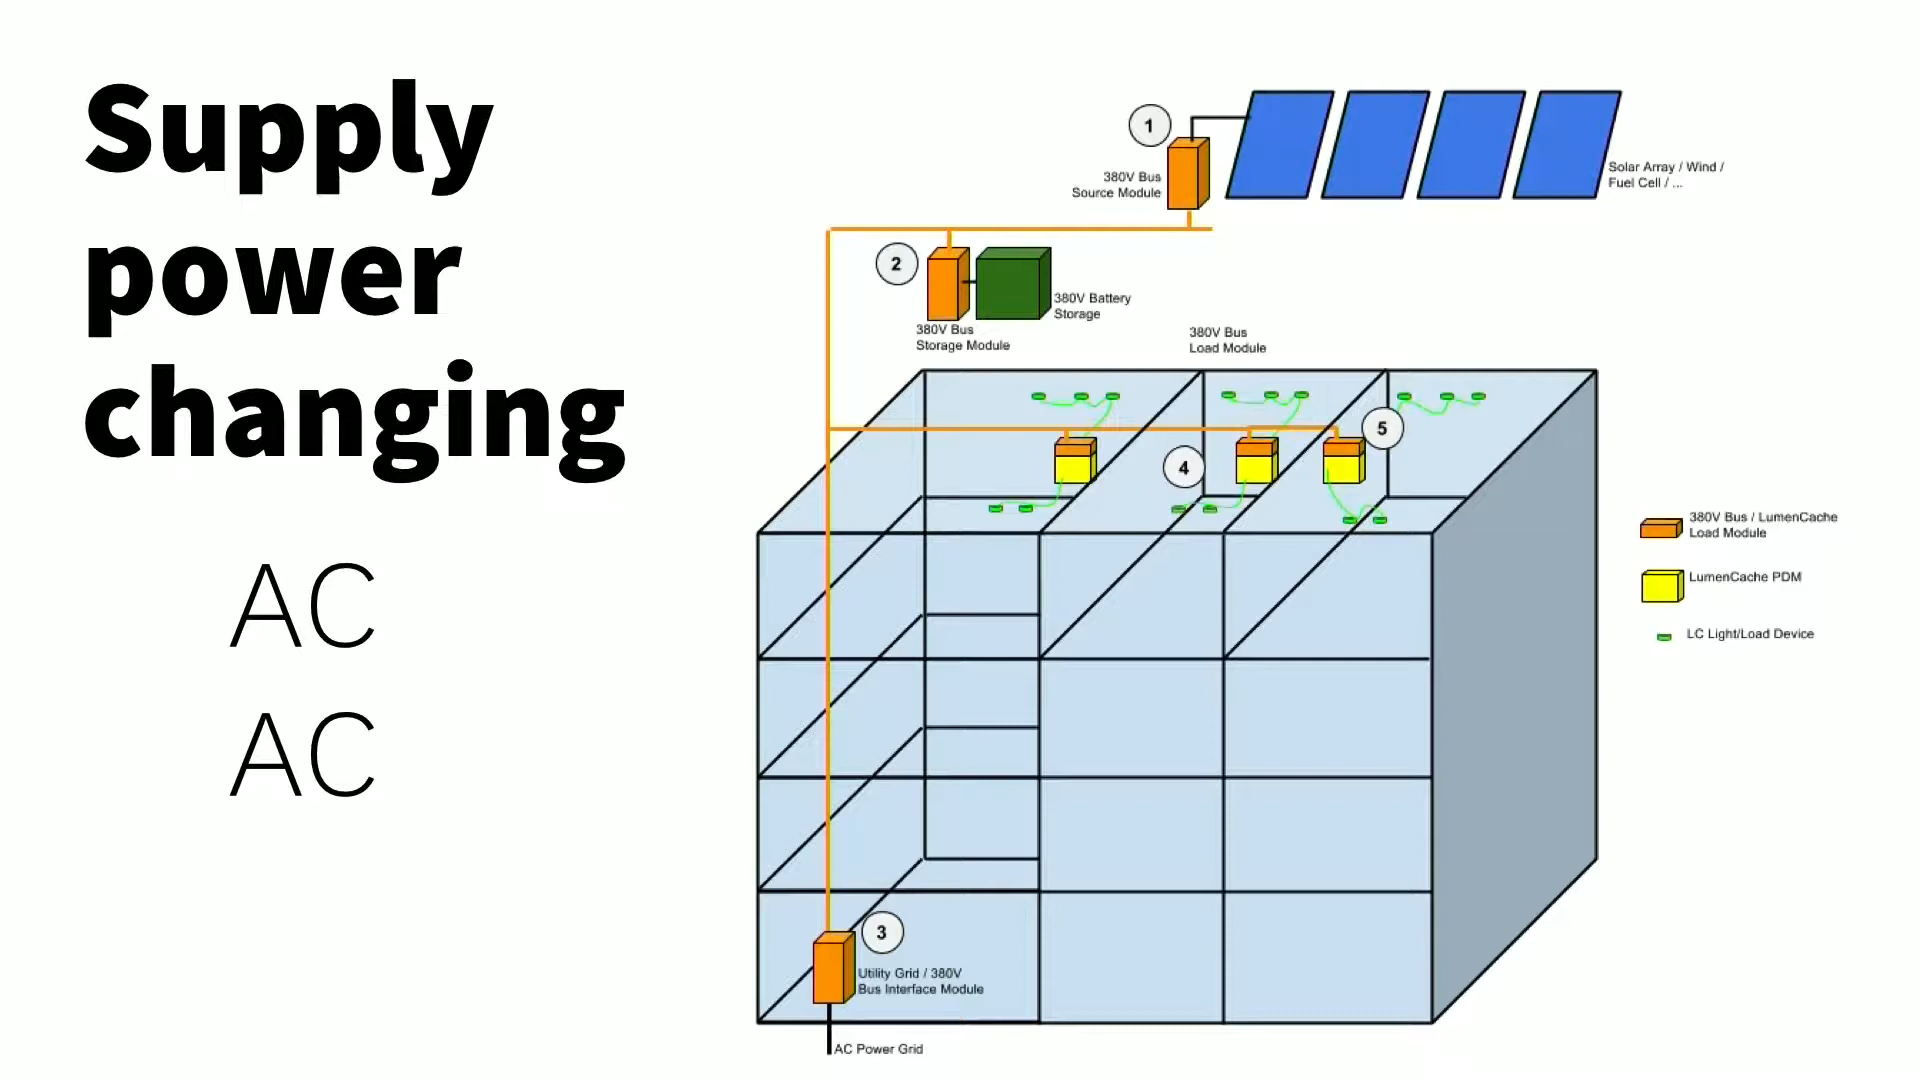 Supply
power
changing
AC
AC
1
380V Bus
Source Module
Solar Array / Wind /
Fuel Cell / ...
2
380V Battery
Storage
380V Bus
Storage Module
380V Bus
Load Module
5
4
380V Bus / LumenCache
Load Module
LumenCache PDM
LC Light/Load Device
3
Utility Grid / 380V
Bus Interface Module
AC Power Grid